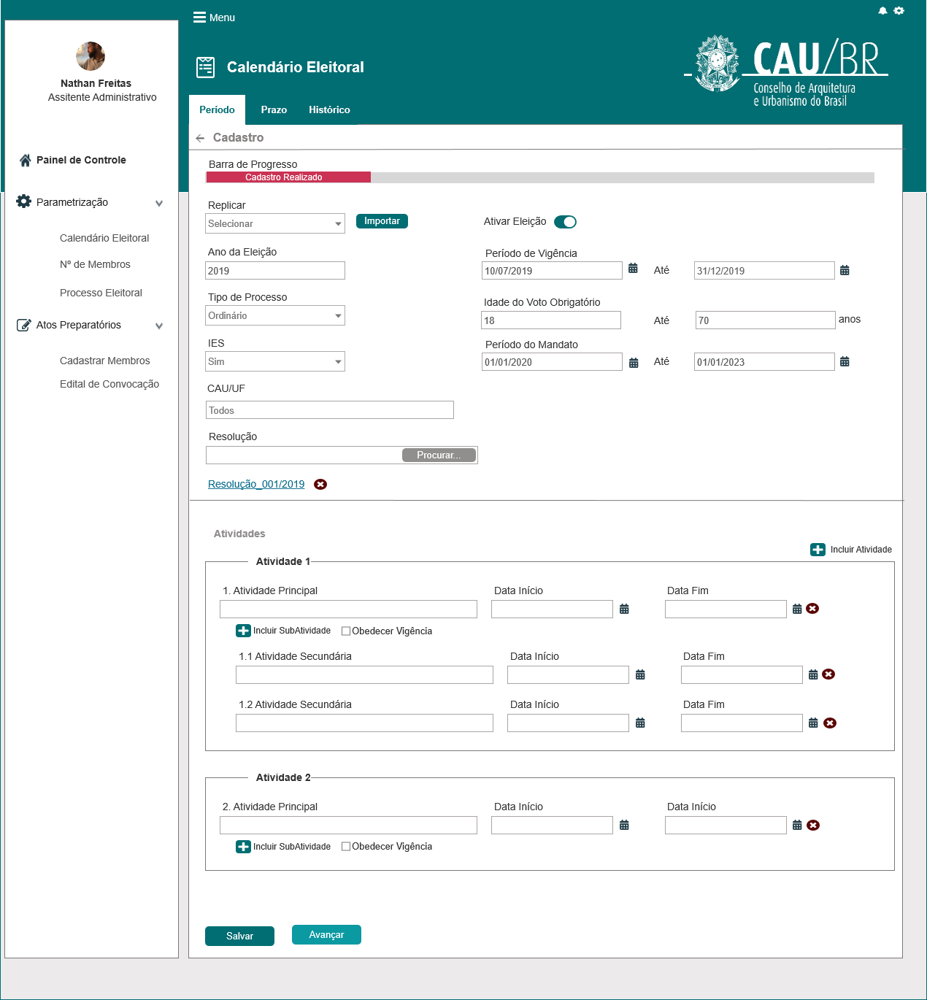 Menu
Nathan Freitas
Assitente Administrativo
Painel de Controle
Parametrização
Calendário Eleitoral
Nº de Membros
Processo Eleitoral
Atos Preparatórios
Cadastrar Membros
Edital de Convocação
Calendário Eleitoral
CAU/BR
Conselho de Arquitetura
e Urbanismo do Brasil
Período Prazo Histórico
Cadastro
Barra de Progresso
Cadastro Realizado
Replicar
Selecionar Importar Ativar Eleição
Ano da Eleição Período de Vigência
2019 10/07/2019 Até 31/12/2019
Tipo de Processo Idade do Voto Obrigatório
Ordinário 18 Até 70 anos
IES Período do Mandato
Sim 01/01/2020 Até 01/01/2023
CAU/UF
Todos
Resolução
Procurar...
Resolução_001/2019
Atividades
Incluir Atividade
Atividade 1
1. Atividade Principal Data Início Data Fim
Incluir SubAtividade Obedecer Vigência
1.1 Atividade Secundária Data Início Data Fim
1.2 Atividade Secundária Data Início Data Fim
Atividade 2
2. Atividade Principal Data Início Data Início
Incluir SubAtividade Obedecer Vigência
Salvar Avançar